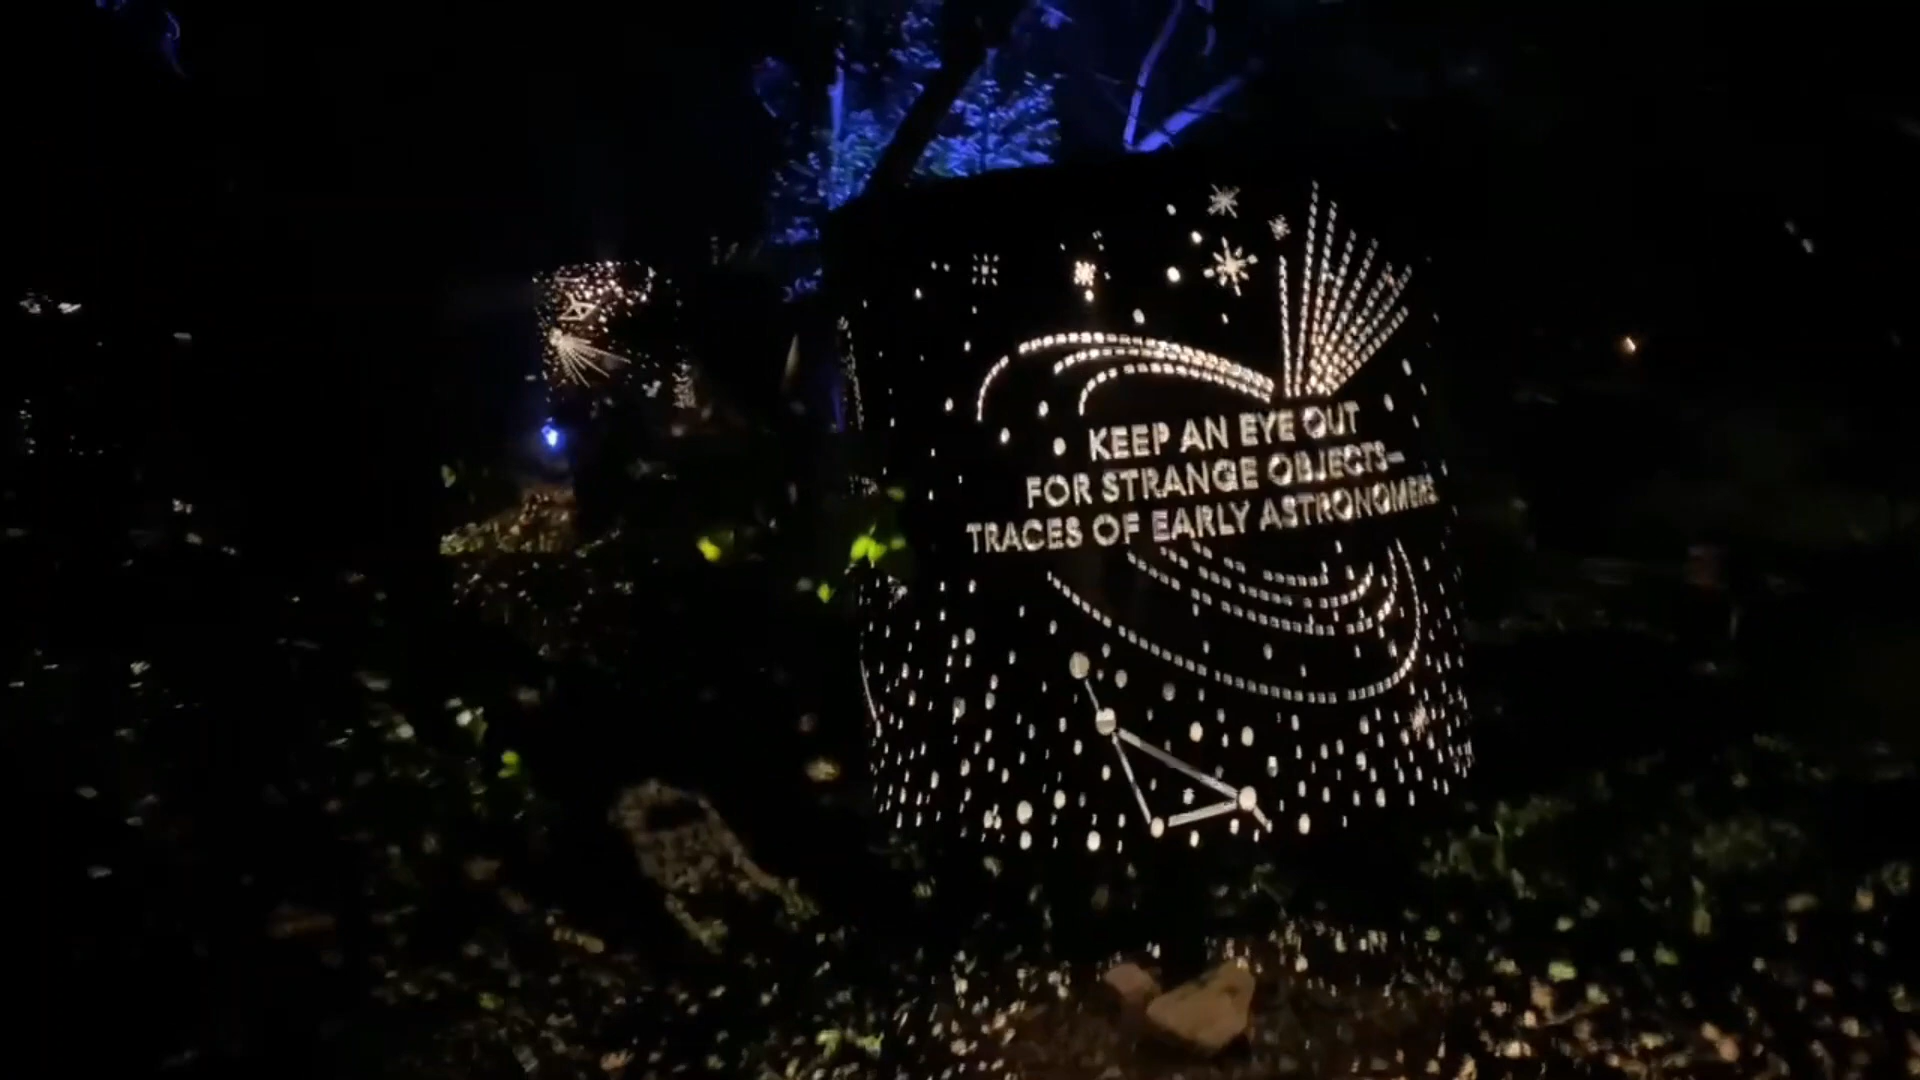 KEEP AN EYE OUT
FOR STRANGE OBJECTS—
TRACES OF EARLY ASTRONOMERS